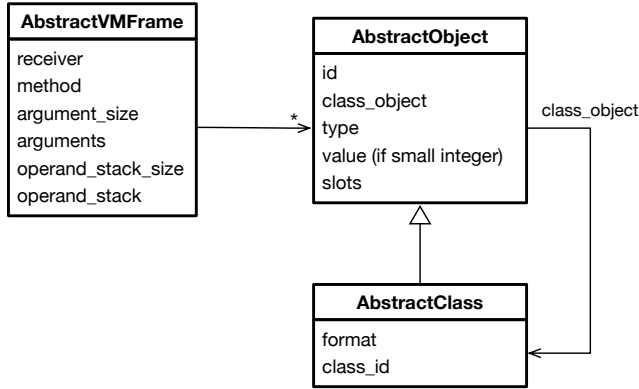 AbstractVMFrame
receiver
method
argument_size
arguments
operand_stack_size
operand_stack
*
AbstractObject
id
class_object
type
value (if small integer)
slots
class_object
AbstractClass
format
class_id